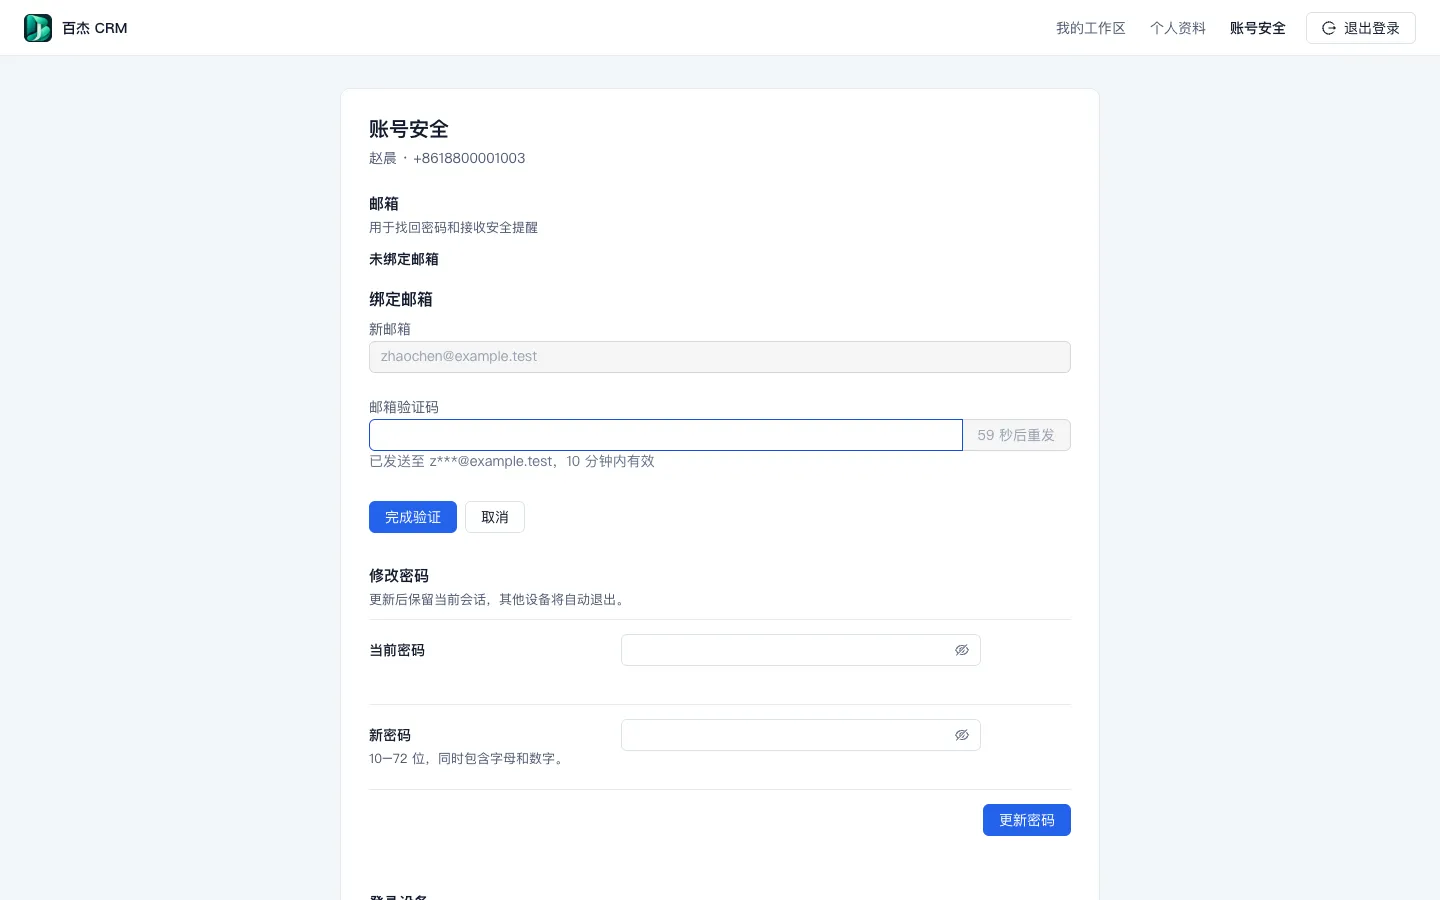 百杰 CRM
我的工作区
个人资料
账号安全
退出登录
账号安全
赵晨 · +8618800001003
邮箱
用于找回密码和接收安全提醒
未绑定邮箱
绑定邮箱
新邮箱
zhaochen@example.test
邮箱验证码
59 秒后重发
已发送至 z***@example.test，10 分钟内有效
完成验证
取消
修改密码
更新后保留当前会话，其他设备将自动退出。
当前密码
新密码
10–72 位，同时包含字母和数字。
更新密码